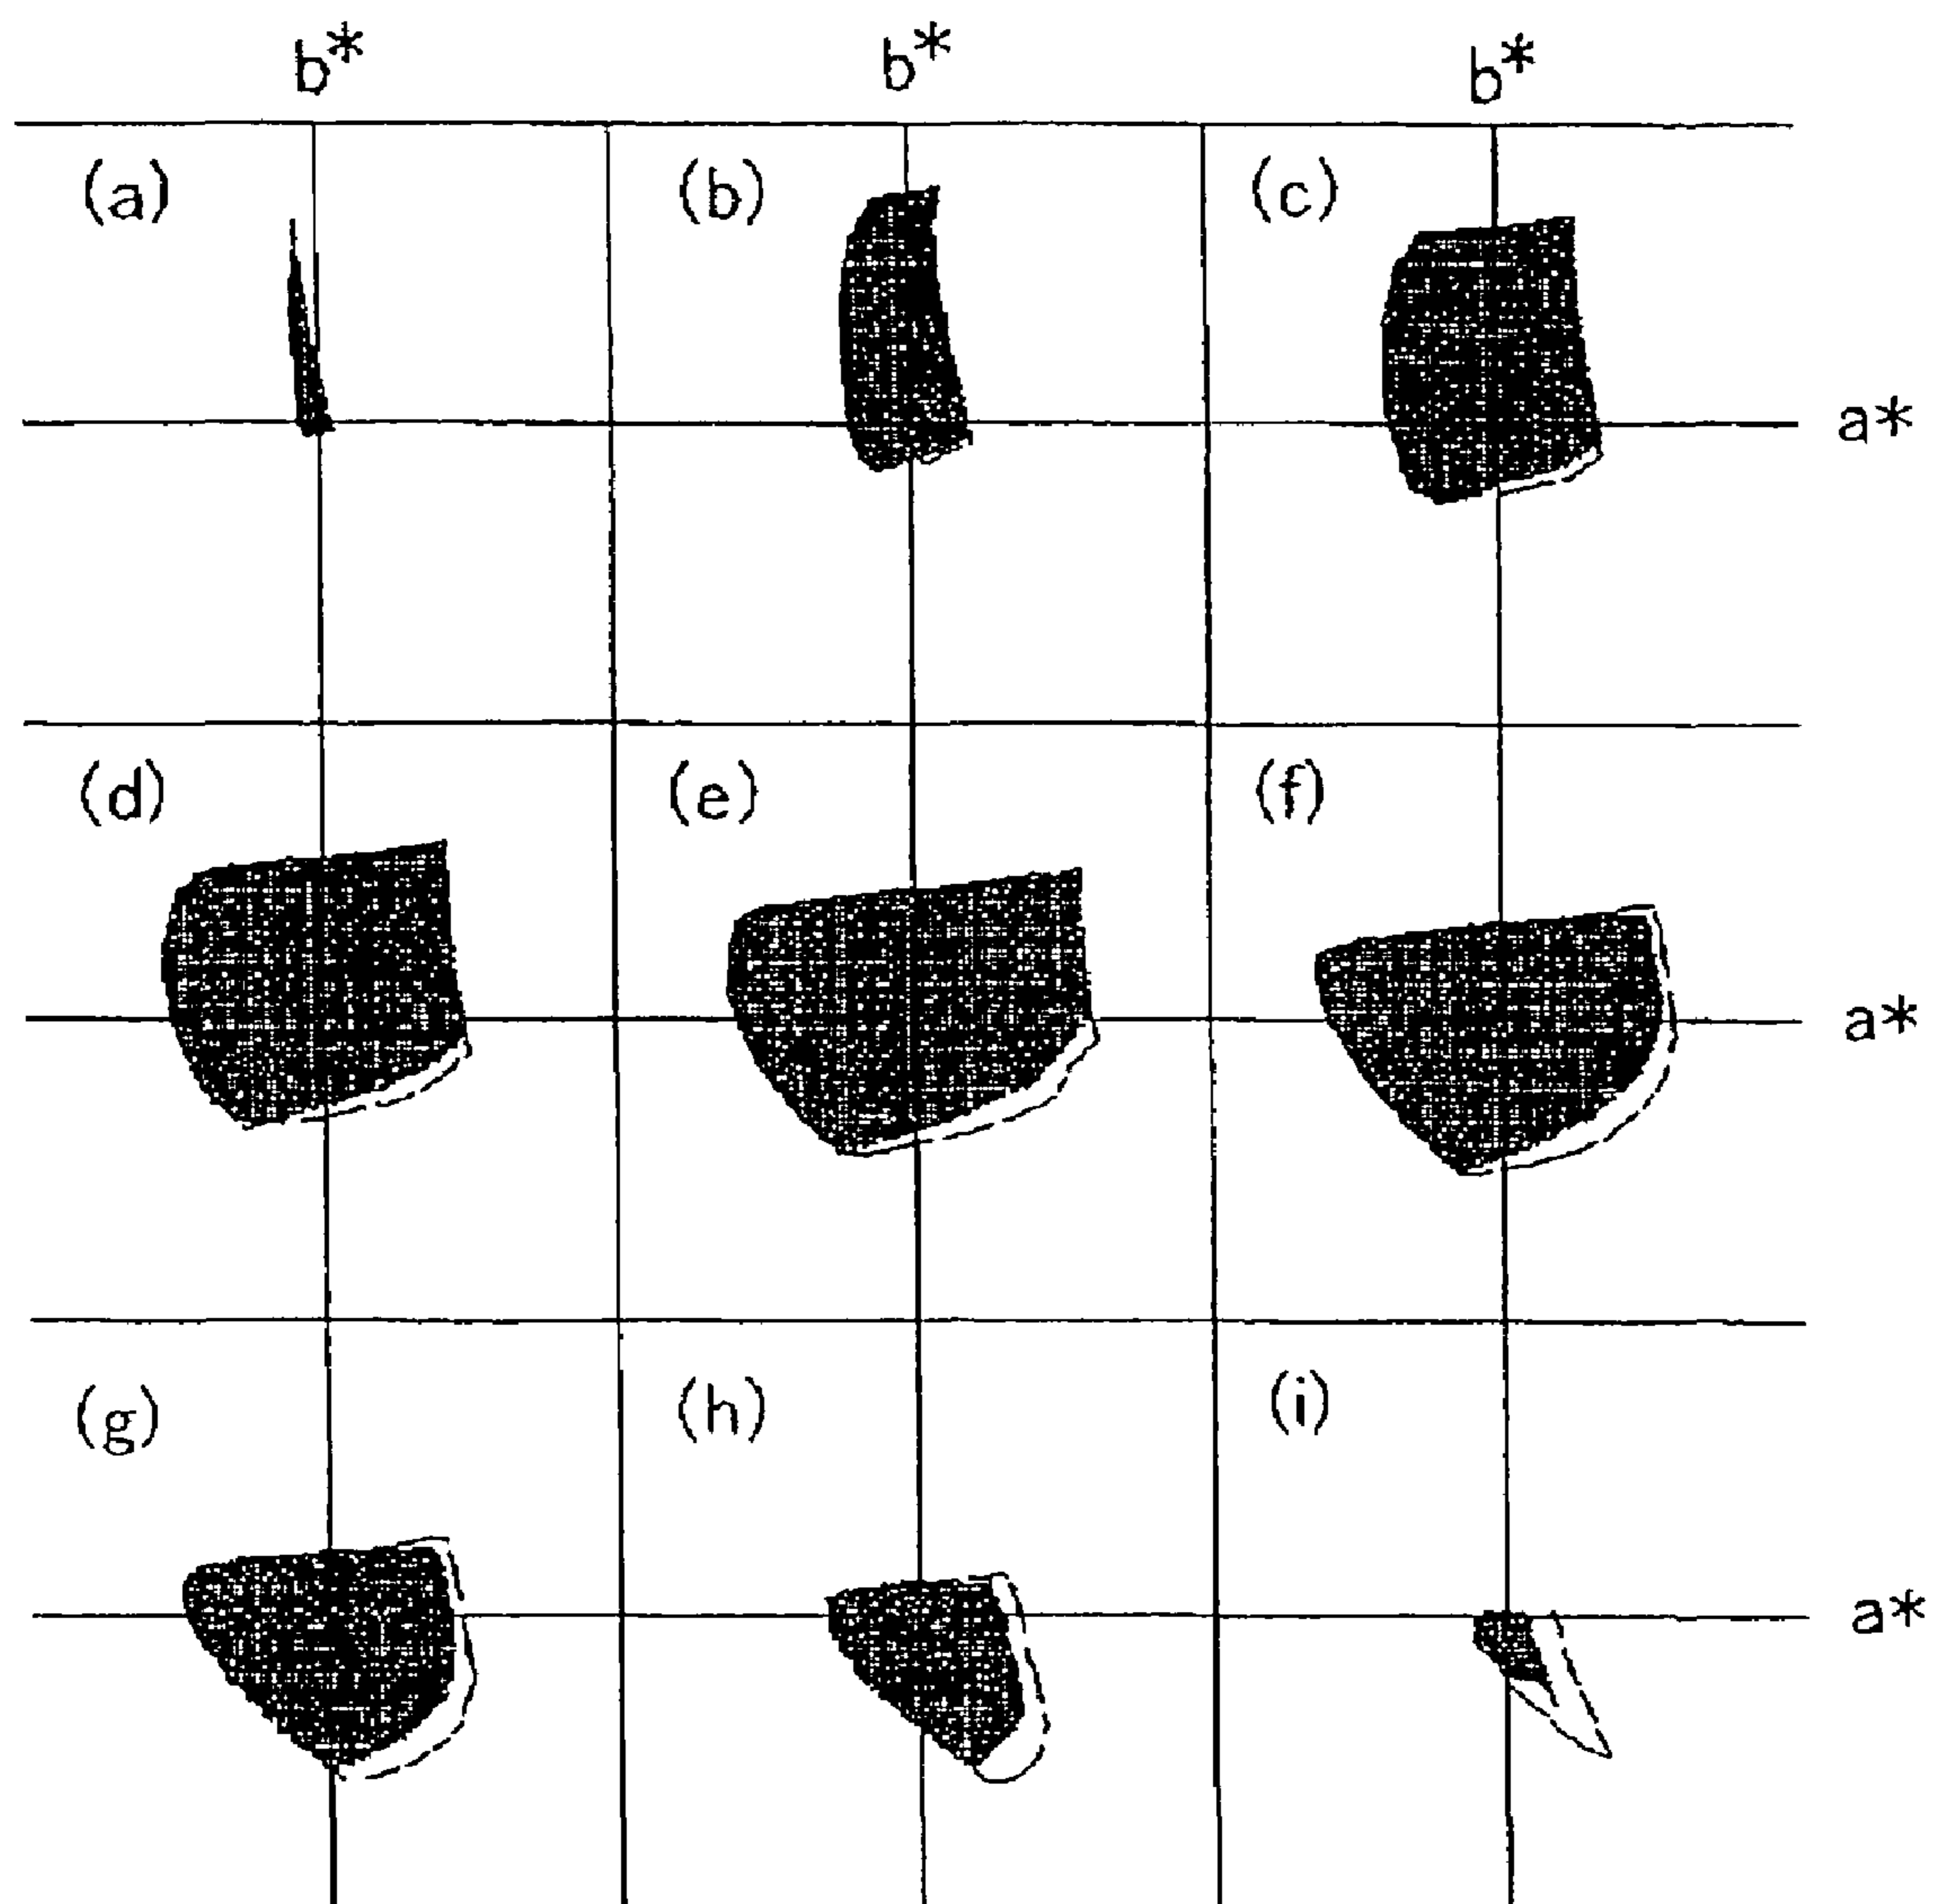 b* b* b*
(a) (b) (c)
a*
(d) (e) (f)
a*
(g) (h) (i)
a*